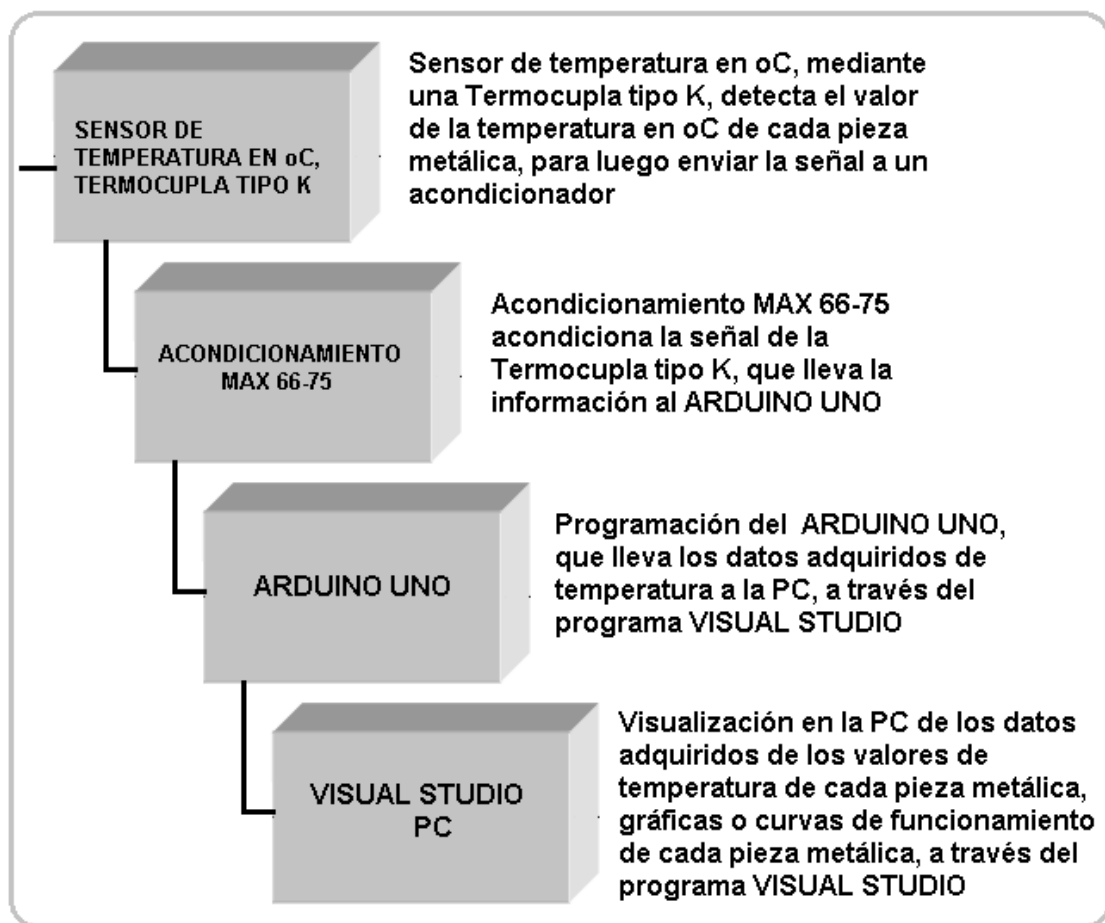 SENSOR DE
TEMPERATURA EN oC,
TERMOCUPLA TIPO K
Sensor de temperatura en oC, mediante
una Termocupla tipo K, detecta el valor
de la temperatura en oC de cada pieza
metálica, para luego enviar la señal a un
acondicionador
ACONDICIONAMIENTO
MAX 66-75
Acondicionamiento MAX 66-75
acondiciona la señal de la
Termocupla tipo K, que lleva la
información al ARDUINO UNO
ARDUINO UNO
Programación del ARDUINO UNO,
que lleva los datos adquiridos de
temperatura a la PC, a través del
programa VISUAL STUDIO
VISUAL STUDIO
PC
Visualización en la PC de los datos
adquiridos de los valores de
temperatura de cada pieza metálica,
gráficas o curvas de funcionamiento
de cada pieza metálica, a través del
programa VISUAL STUDIO